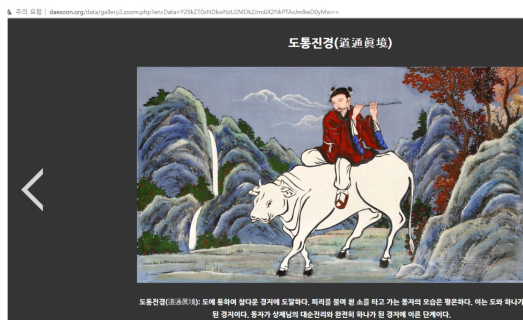 주의 요함 | daesoon.org/data/gallery2.zoom.php?
도통진경(道通眞境)
도통진경(道通眞境): 도에 통하여 참다운 경지에 도달하다. 피리를 불며 흰 소를 타고 가는 동자의 모습은 평온하다. 이는 도와 하나가
된 경지이다. 동자가 상제님의 대순진리와 완전히 하나가 된 경지에 이른 단계이다.